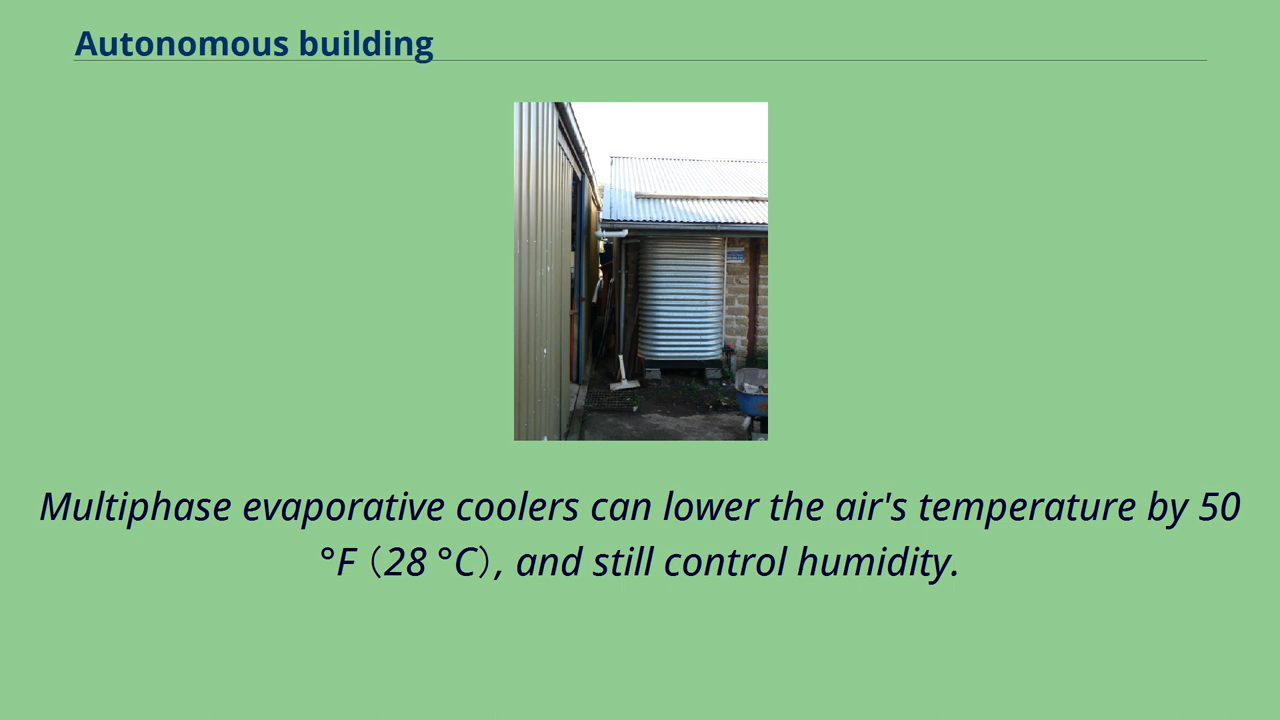 Autonomous building
Multiphase evaporative coolers can lower the air's temperature by 50
°F（28 °C）, and still control humidity.